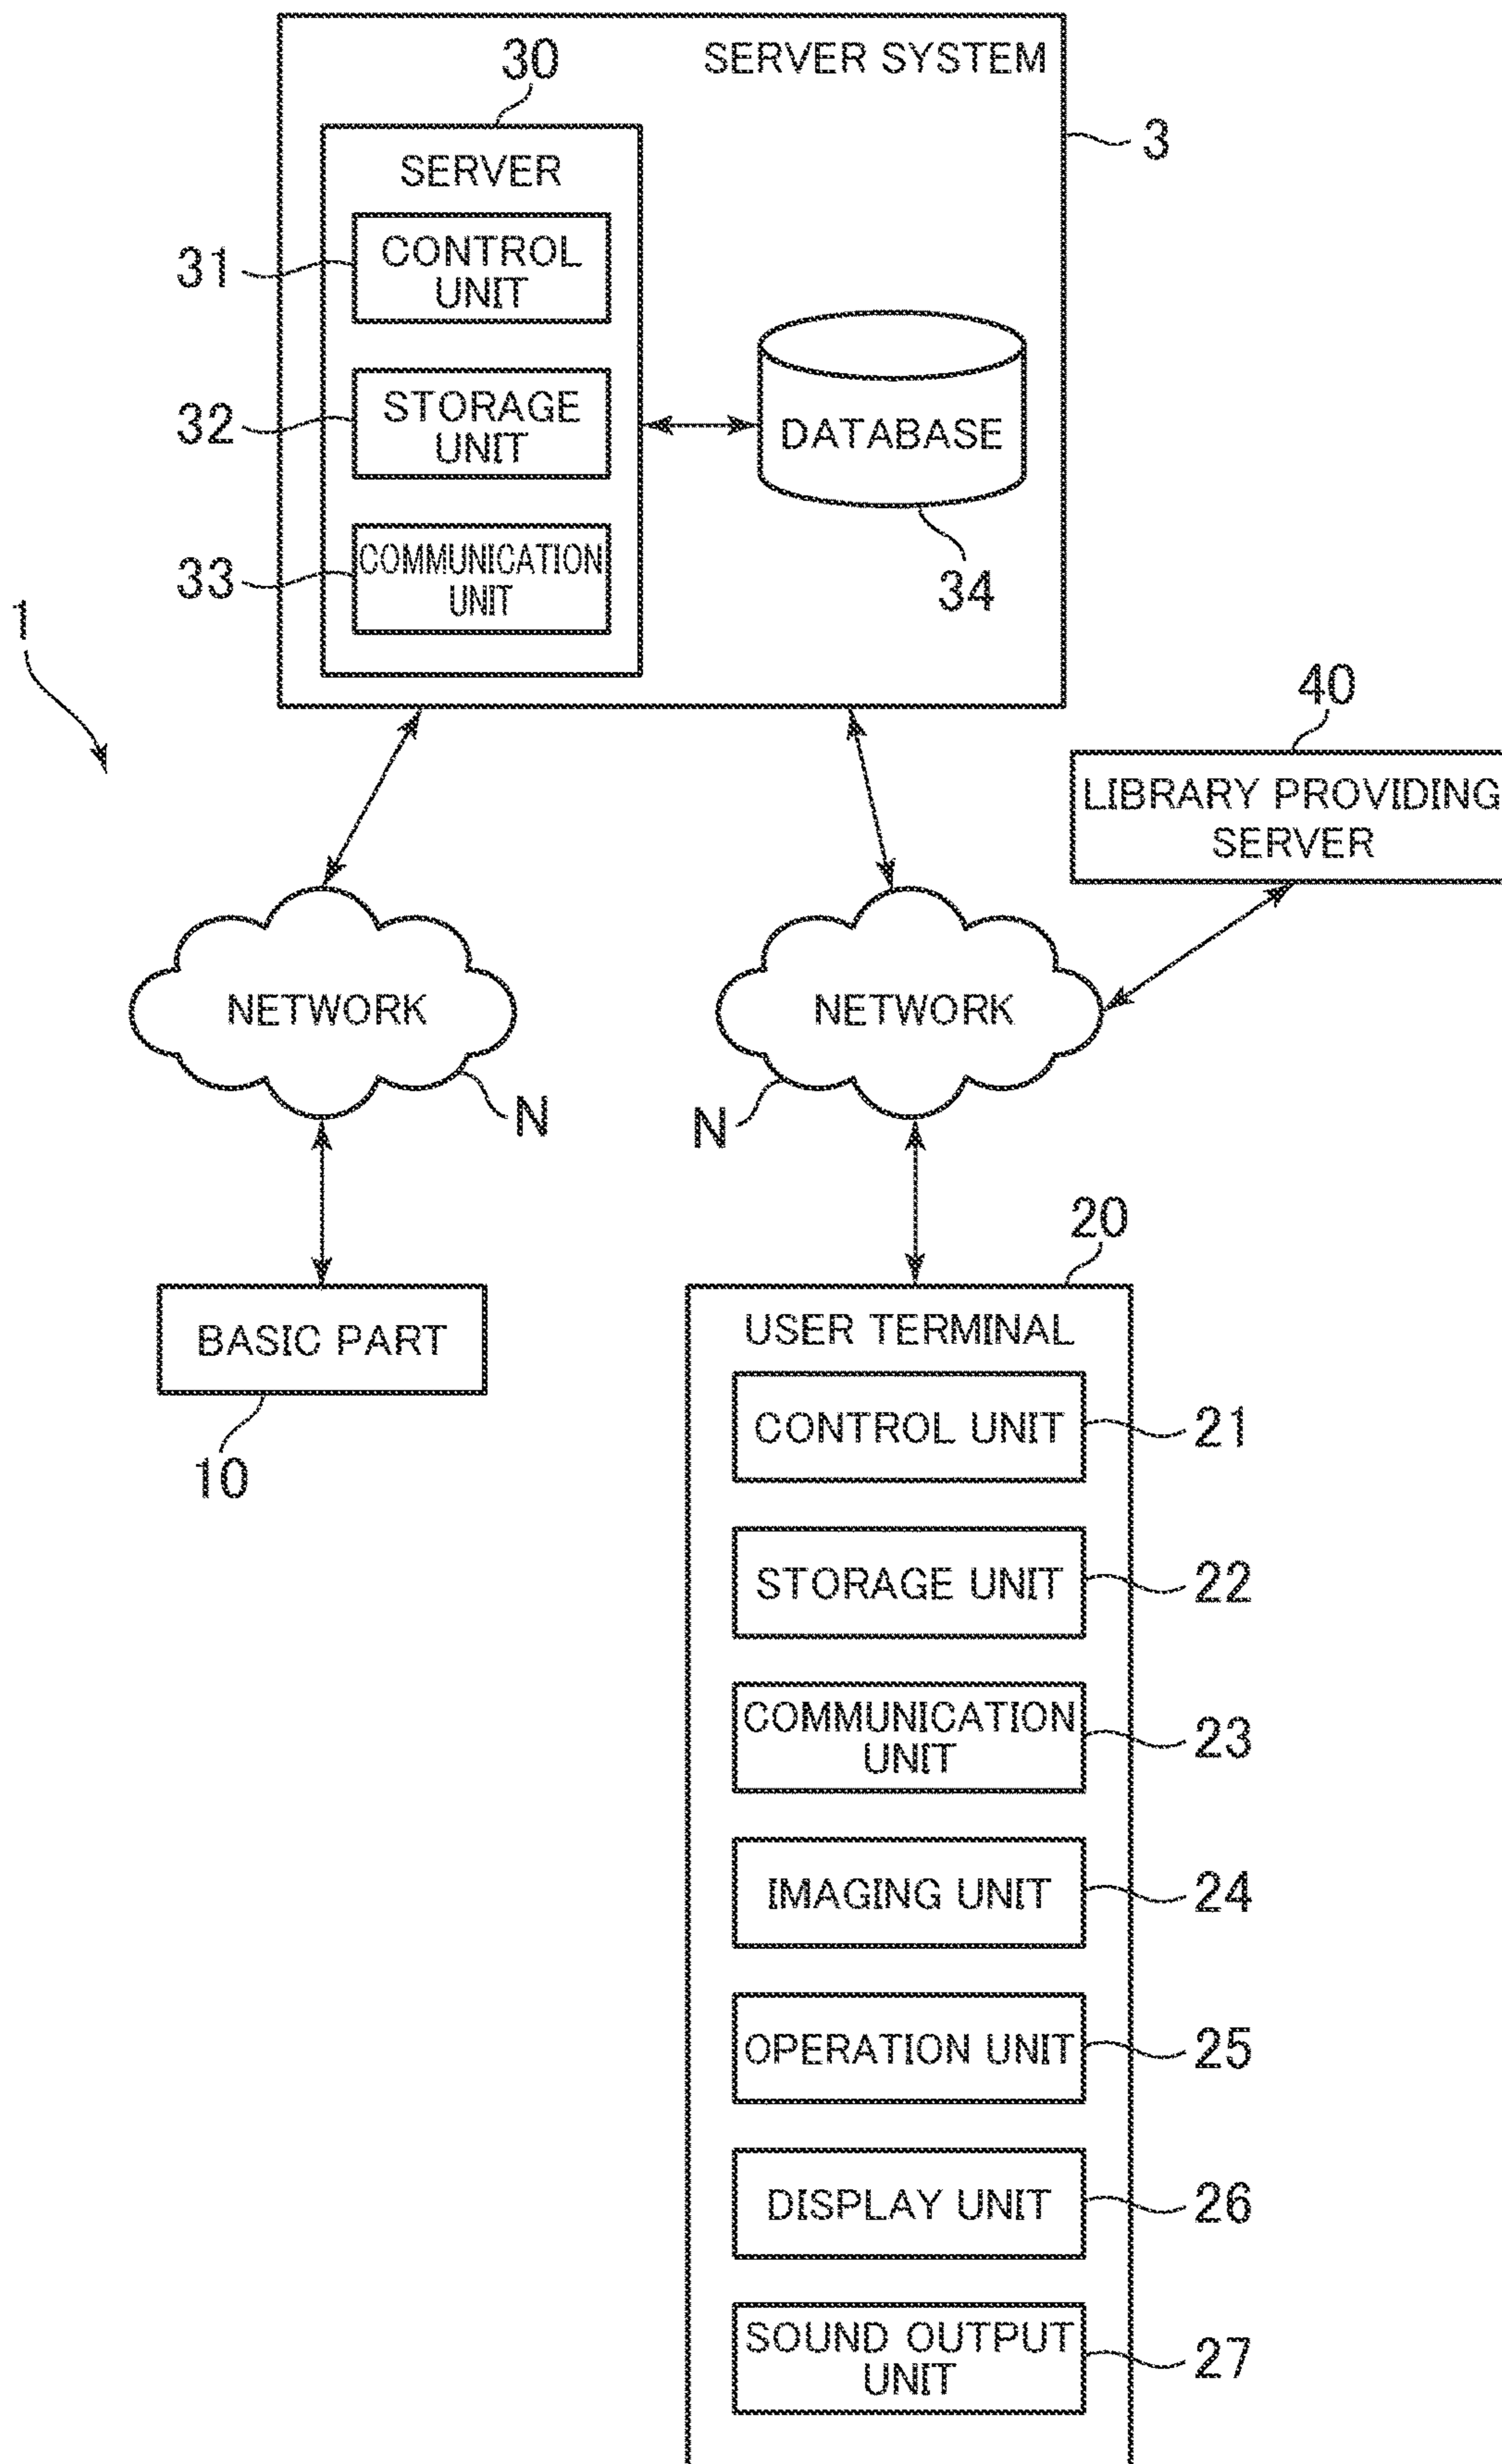 SERVER SYSTEM
30
3
SERVER
31
CONTROL
UNIT
32
STORAGE
UNIT
DATABASE
33
COMMUNICATION
UNIT
34
1
40
LIBRARY PROVIDING
SERVER
NETWORK
NETWORK
N
N
20
BASIC PART
10
USER TERMINAL
CONTROL UNIT
21
STORAGE UNIT
22
COMMUNICATION
UNIT
23
IMAGING UNIT
24
OPERATION UNIT
25
DISPLAY UNIT
26
SOUND OUTPUT
UNIT
27